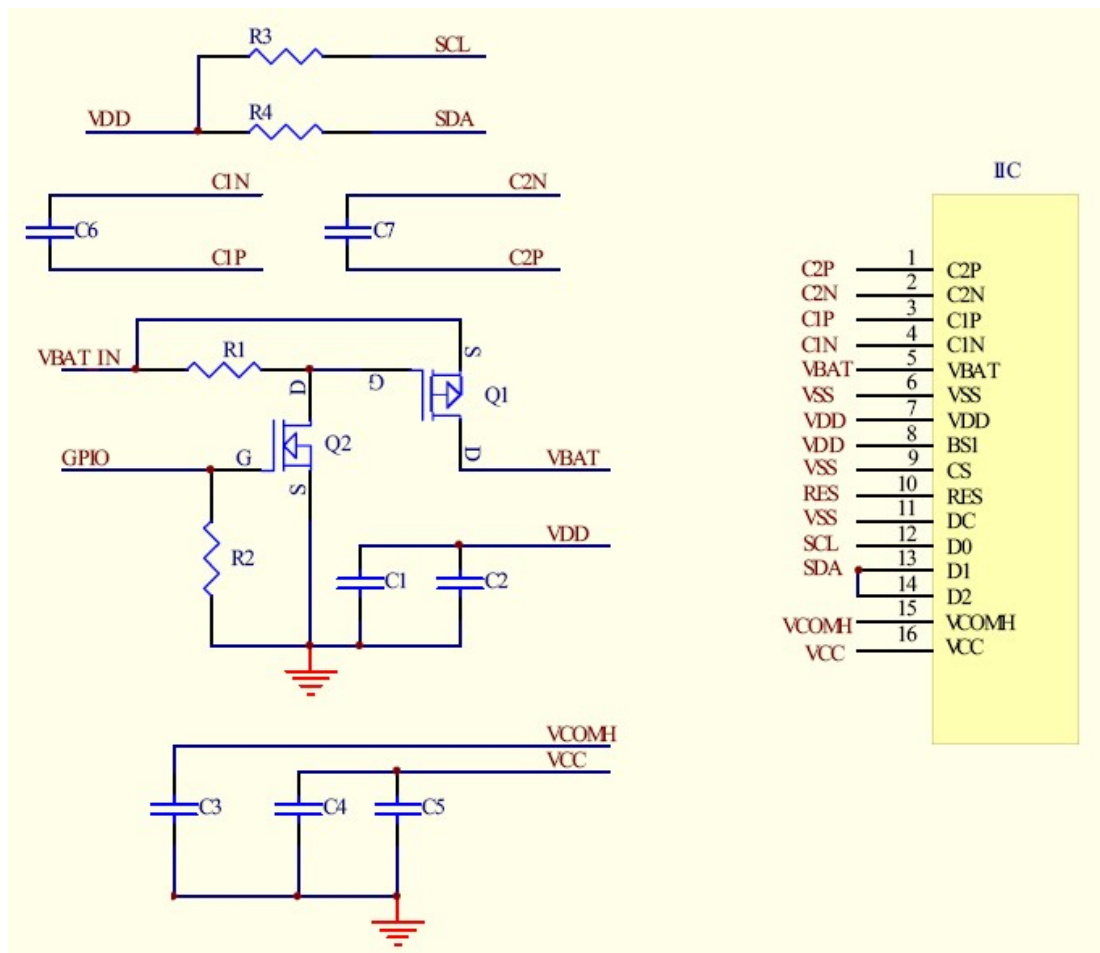 R3
SCL
VDD
R4
SDA
C1N
C6
C1P
C2N
C7
C2P
VBAT IN
R1
D
G
S
Q1
D
VBAT
GPIO
G
Q2
S
R2
VDD
C1
C2
VCOMH
VCC
C3
C4
C5
IIC
C2P 1 C2P
C2N 2 C2N
C1P 3 C1P
C1N 4 C1N
VBAT 5 VBAT
VSS 6 VSS
VDD 7 VDD
VDD 8 BS1
VSS 9 CS
RES 10 RES
VSS 11 DC
SCL 12 D0
SDA 13 D1
14 D2
VCOMH 15 VCOMH
VCC 16 VCC